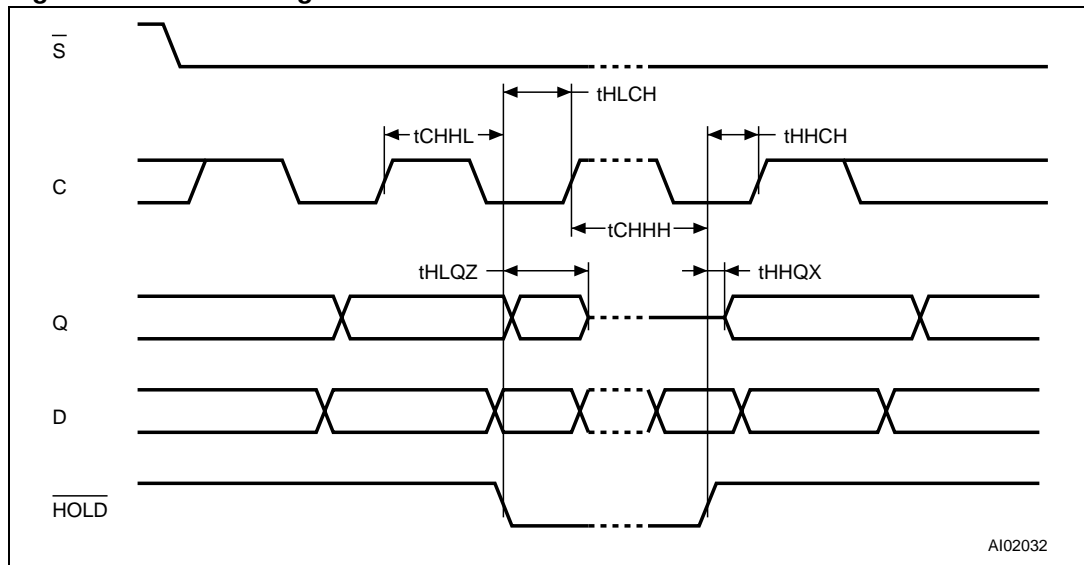 S
tHLCH
tCHHL
tHHCH
C
tCHHH
tHLQZ
tHHQX
Q
D
HOLD
AI02032